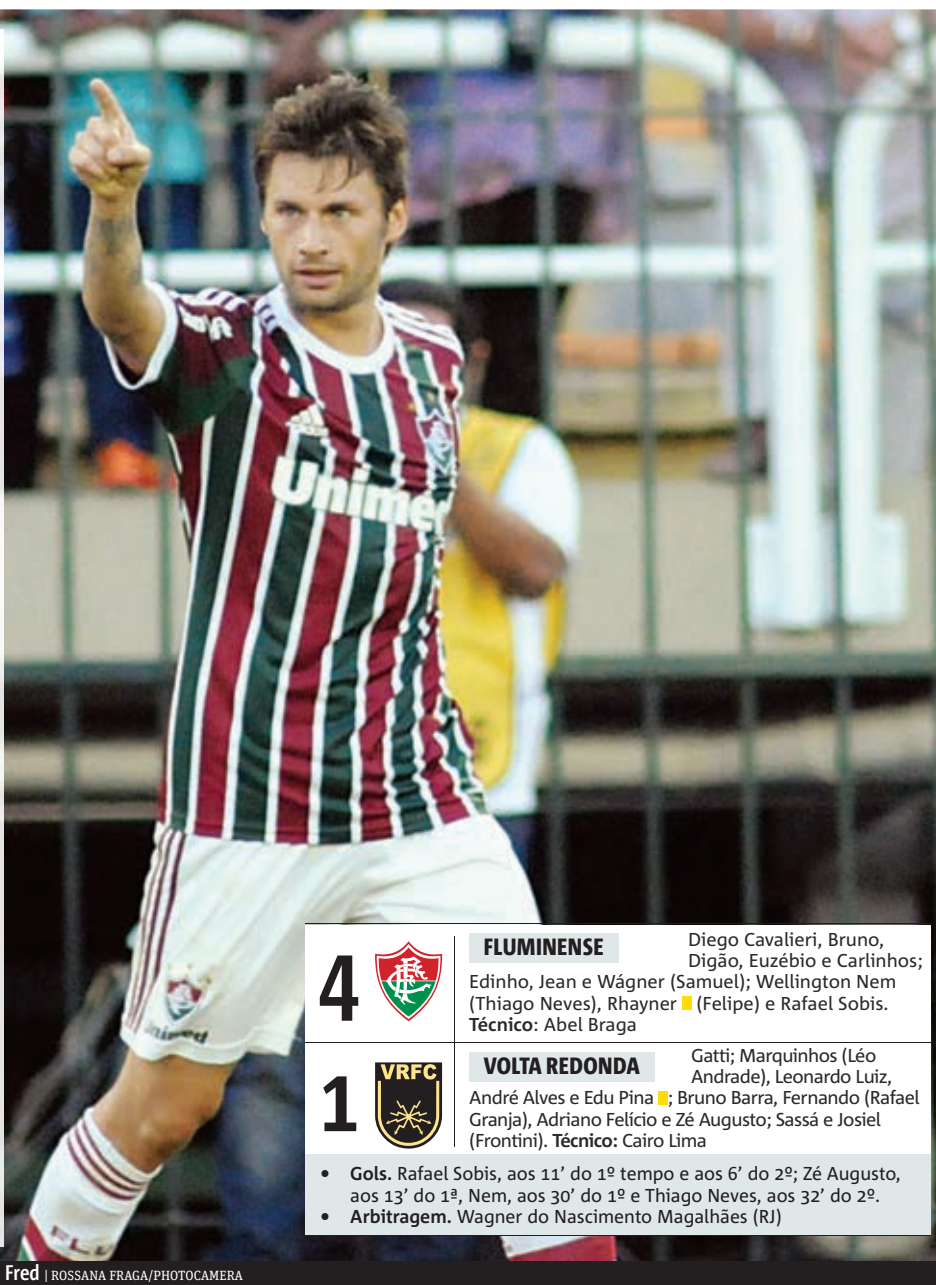 Unimed
Unimed
FLU
4
FLUMINENSE
Diego Cavalieri, Bruno,
Digão, Euzébio e Carlinhos;
Edinho, Jean e Wágner (Samuel); Wellington Nem
(Thiago Neves), Rhayner (Felipe) e Rafael Sobis.
Técnico: Abel Braga
1
VRFC
VOLTA REDONDA
Gatti; Marquinhos (Léo
Andrade), Leonardo Luiz,
André Alves e Edu Pina ; Bruno Barra, Fernando (Rafael
Granja), Adriano Felício e Zé Augusto; Sassá e Josiel
(Frontini). Técnico: Cairo Lima
• Gols. Rafael Sobis, aos 11’ do 1º tempo e aos 6’ do 2º; Zé Augusto,
aos 13’ do 1ª, Nem, aos 30’ do 1º e Thiago Neves, aos 32’ do 2º.
• Arbitragem. Wagner do Nascimento Magalhães (RJ)
Fred | ROSSANA FRAGA/PHOTOCAMERA